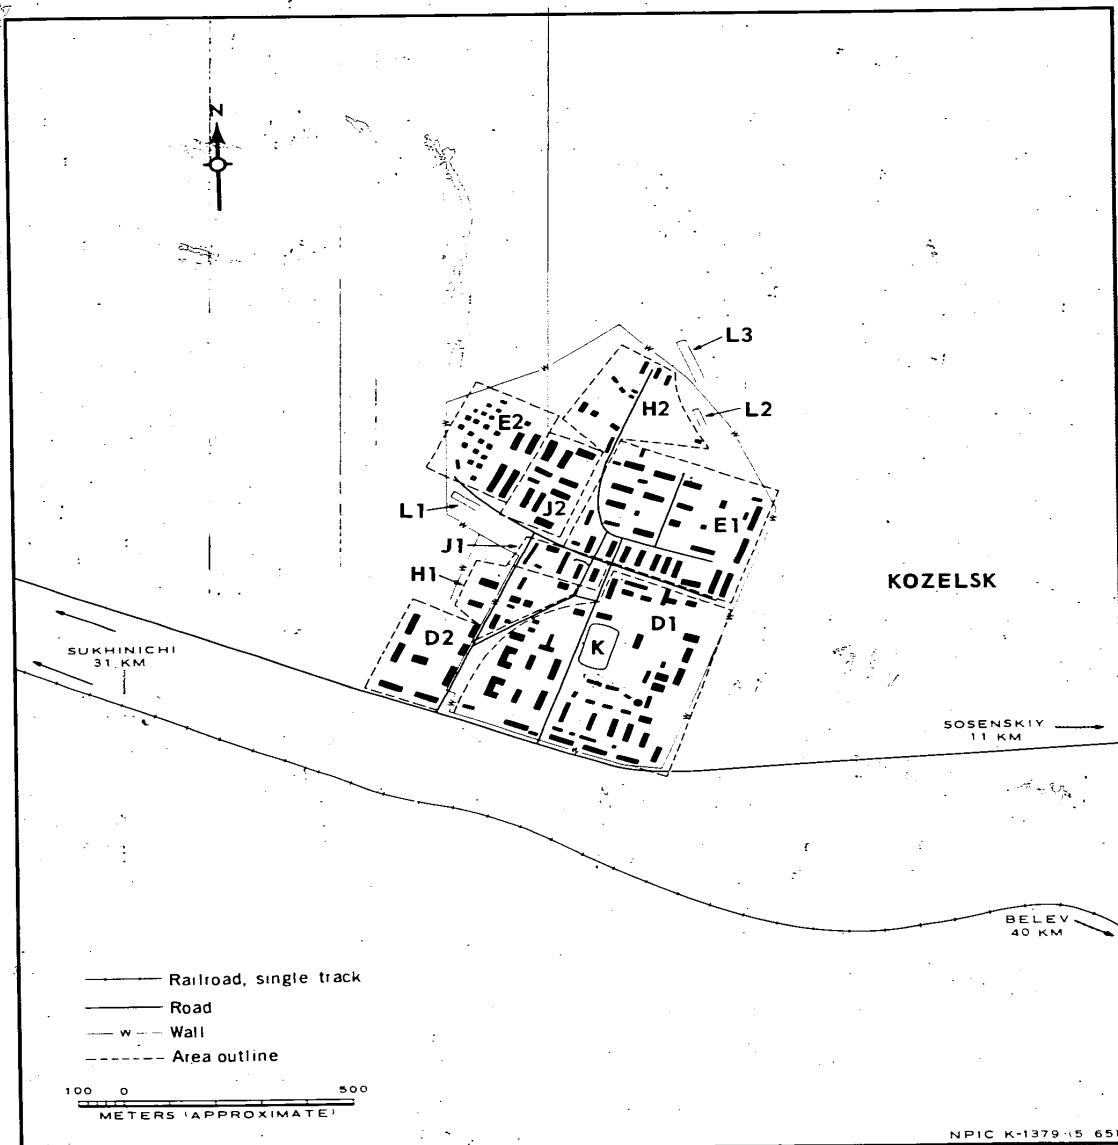 N
L3
H2
L2
E2
J2
L1
E1
J1
H1
KOZELSK
D2
D1
K
SUKHINICHI
31 KM
SOSENSKIY
11 KM
BELEV
40 KM
Railroad, single track
Road
w Wall
Area outline
100 0 500
METERS (APPROXIMATE)
NPIC K-1379 (5 65)